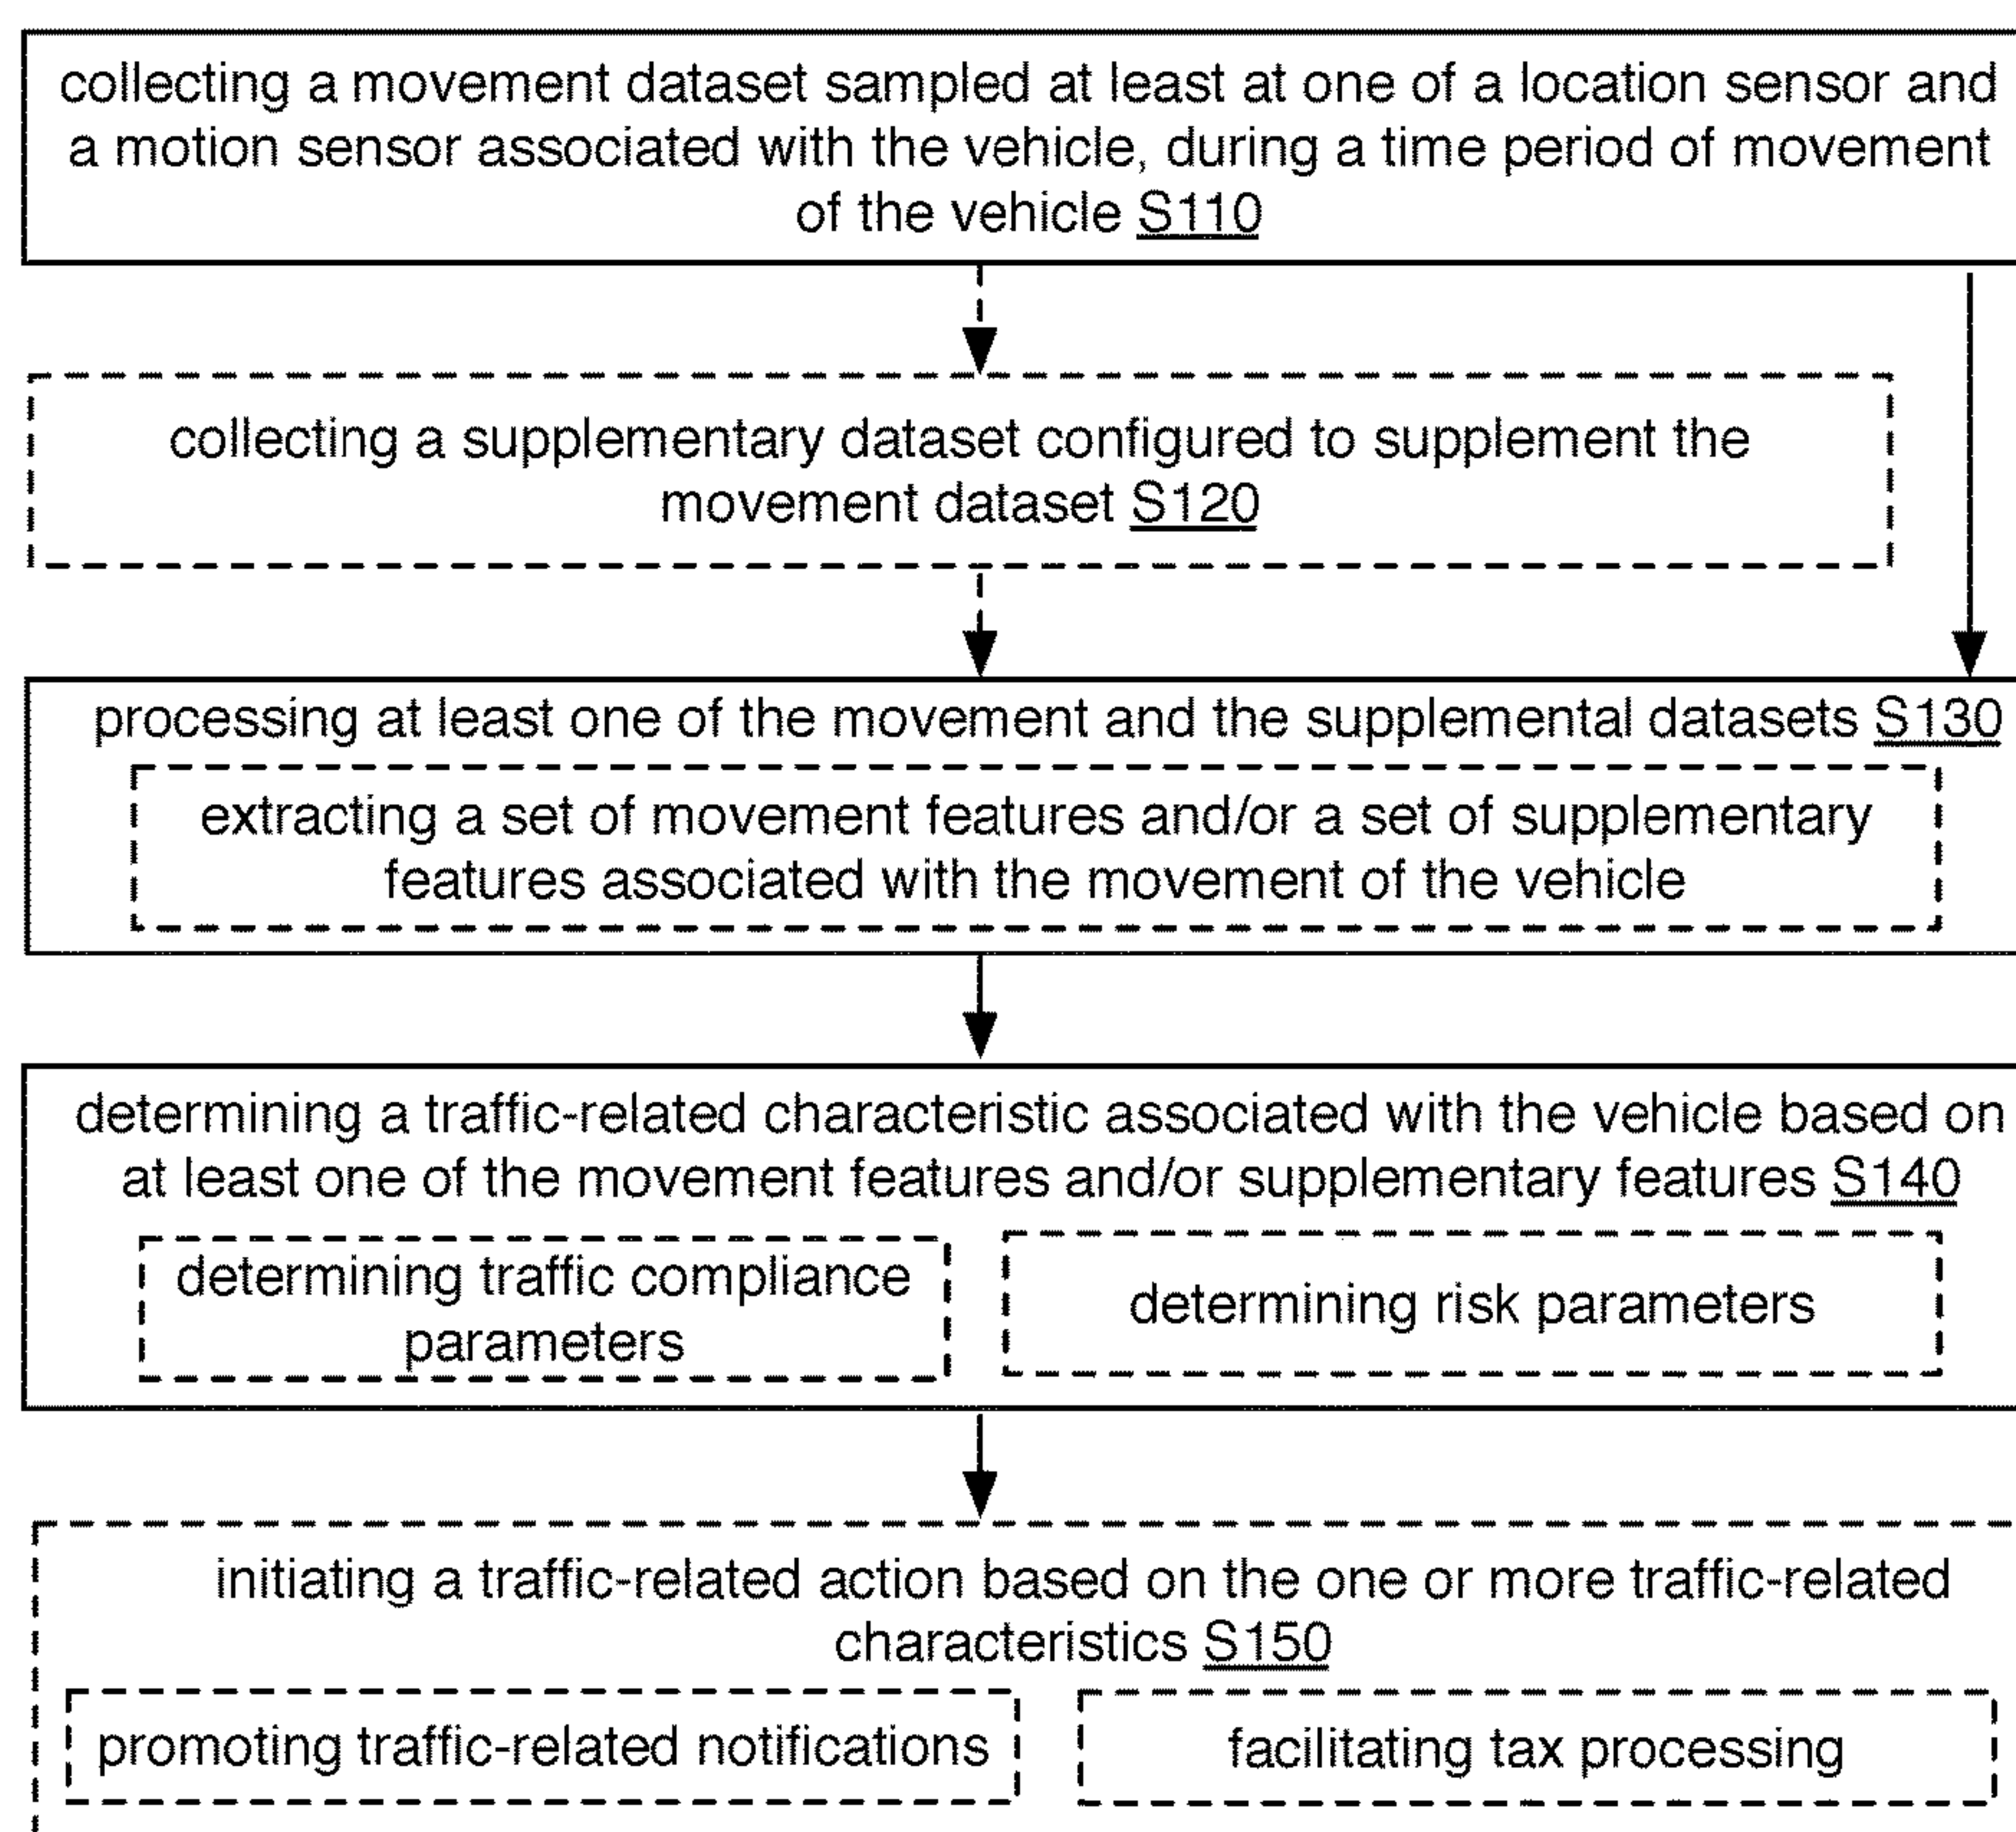 collecting a movement dataset sampled at least at one of a location sensor and
a motion sensor associated with the vehicle, during a time period of movement
of the vehicle S110
collecting a supplementary dataset configured to supplement the
movement dataset S120
processing at least one of the movement and the supplemental datasets S130
extracting a set of movement features and/or a set of supplementary
features associated with the movement of the vehicle
determining a traffic-related characteristic associated with the vehicle based on
at least one of the movement features and/or supplementary features S140
determining traffic compliance
parameters
determining risk parameters
initiating a traffic-related action based on the one or more traffic-related
characteristics S150
promoting traffic-related notifications
facilitating tax processing